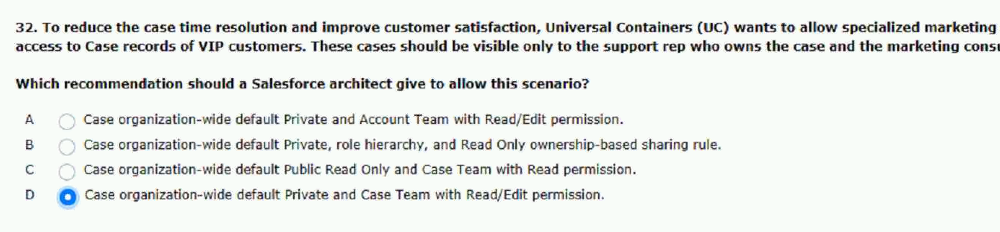 32. To reduce the case time resolution and improve customer satisfaction, Universal Containers (UC) wants to allow specialized marketing
access to Case records of VIP customers. These cases should be visible only to the support rep who owns the case and the marketing
Which recommendation should a Salesforce architect give to allow this scenario?
A Case organization-wide default Private and Account Team with Read/Edit permission.
B Case organization-wide default Private, role hierarchy, and Read Only ownership-based sharing rule.
C Case organization-wide default Public Read Only and Case Team with Read permission.
D Case organization-wide default Private and Case Team with Read/Edit permission.